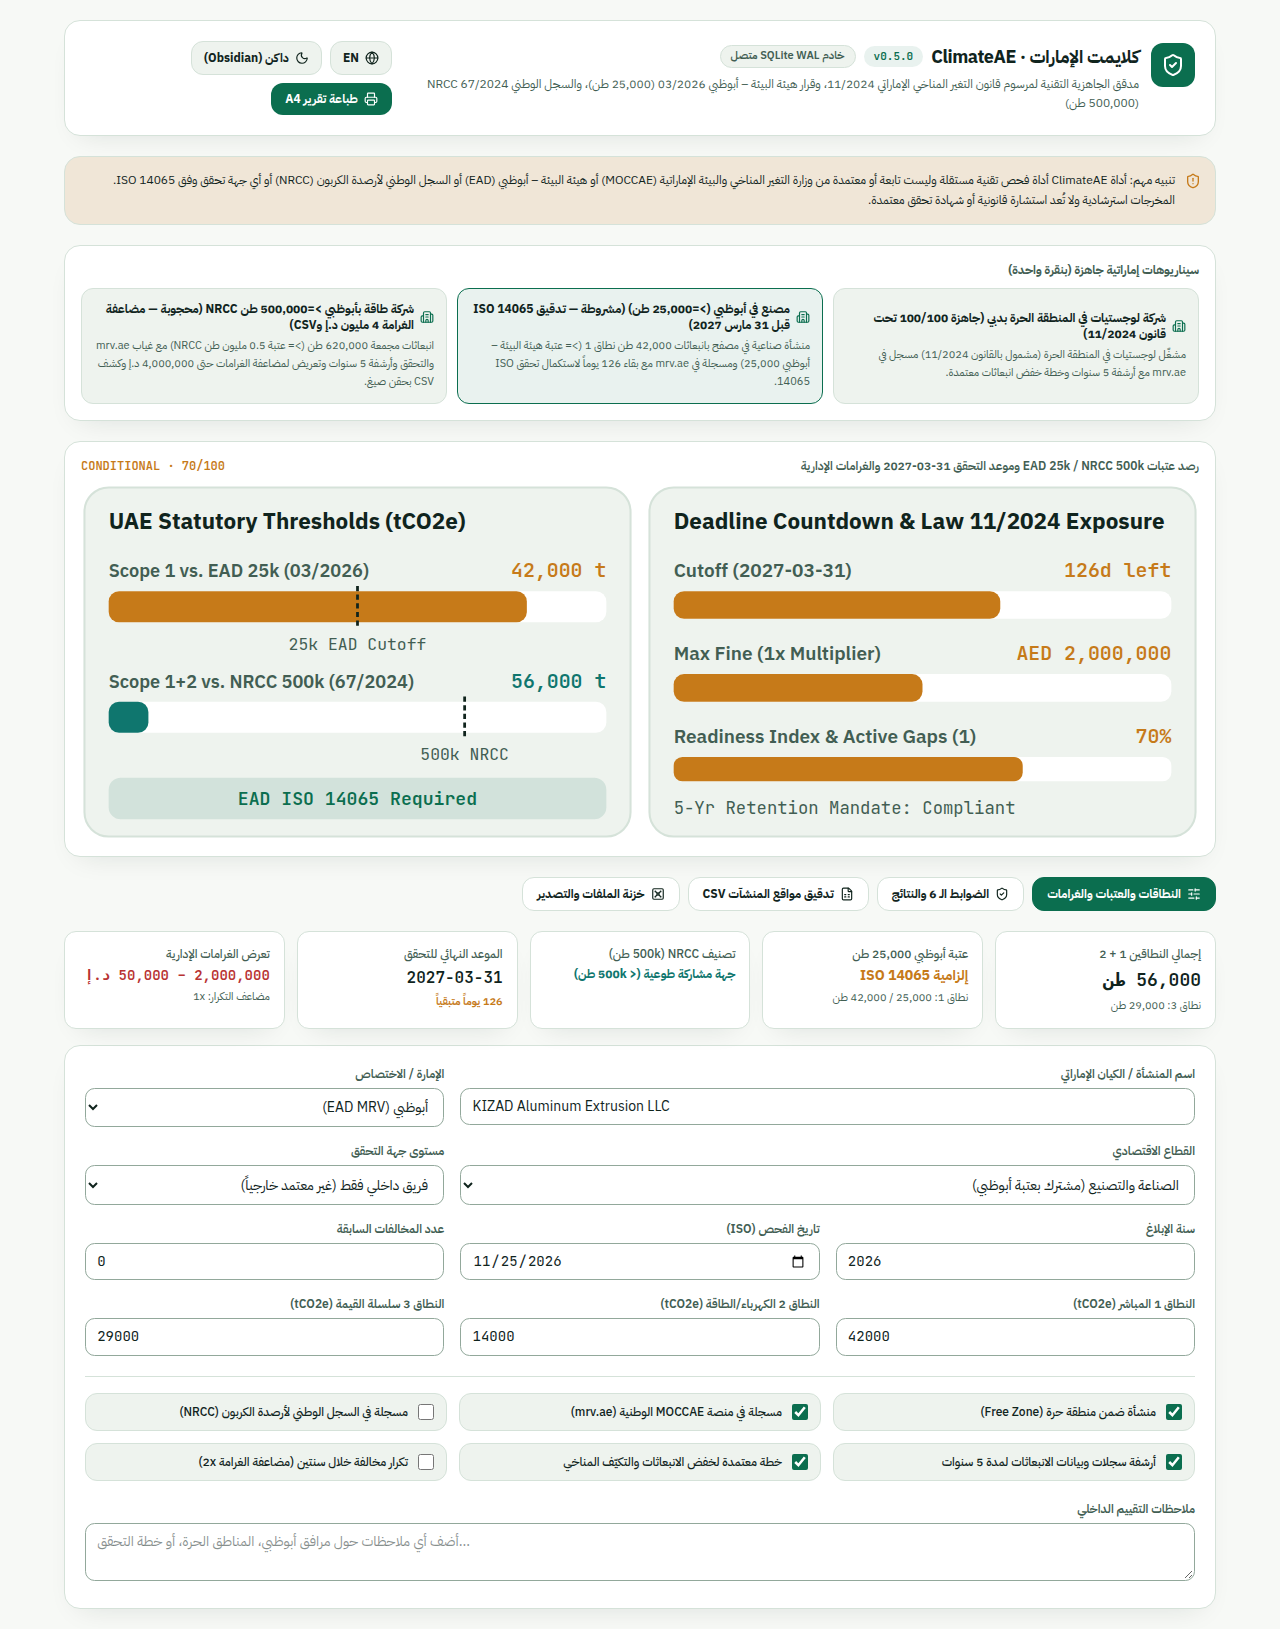 كلايمت الإمارات · ClimateAE
v0.5.0
خادم SQLite WAL متصل
مدقق الجاهزية التقنية لمرسوم قانون التغير المناخي الإماراتي 11/2024، وقرار هيئة البيئة – أبوظبي 03/2026 (25,000 طن)، والسجل الوطني NRCC 67/2024
(500,000 طن)
EN
داكن (Obsidian)
طباعة تقرير A4
تنبيه مهم: أداة ClimateAE أداة فحص تقنية مستقلة وليست تابعة أو معتمدة من وزارة التغير المناخي والبيئة الإماراتية (MOCCAE) أو هيئة البيئة – أبوظبي (EAD) أو السجل الوطني لأرصدة الكربون (NRCC) أو أي جهة تحقق وفق ISO 14065.
المخرجات استرشادية ولا تُعد استشارة قانونية أو شهادة تحقق معتمدة.
سيناريوهات إماراتية جاهزة (بنقرة واحدة)
شركة لوجستيات في المنطقة الحرة بدبي (جاهزة 100/100 تحت
قانون 11/2024)
مشغّل لوجستيات في المنطقة الحرة (مشمول بالقانون 11/2024) مسجل في
mrv.ae مع أرشفة 5 سنوات وخطة خفض انبعاثات معتمدة.
مصنع في أبوظبي (>=25,000 طن) (مشروطة — تدقيق ISO 14065
قبل 31 مارس 2027)
منشأة صناعية في مصفح بانبعاثات 42,000 طن نطاق 1 (>= عتبة هيئة البيئة –
أبوظبي 25,000) ومسجلة في mrv.ae مع بقاء 126 يوماً لاستكمال تحقق ISO
14065.
شركة طاقة بأبوظبي >=500,000 طن NRCC (محجوبة — مضاعفة
الغرامة 4 مليون د.إ وCSV)
انبعاثات مجمعة 620,000 طن (>= عتبة 0.5 مليون طن NRCC) مع غياب mrv.ae
والتحقق وأرشفة 5 سنوات وتعريض لمضاعفة الغرامات حتى 4,000,000 د.إ وكشف
CSV بحقن صيغ.
رصد عتبات EAD 25k / NRCC 500k وموعد التحقق 31-03-2027 والغرامات الإدارية
CONDITIONAL · 70/100
UAE Statutory Thresholds (tCO2e)
Scope 1 vs. EAD 25k (03/2026)
42,000 t
25k EAD Cutoff
Scope 1+2 vs. NRCC 500k (67/2024)
56,000 t
500k NRCC
EAD ISO 14065 Required
Deadline Countdown & Law 11/2024 Exposure
Cutoff (2027-03-31)
126d left
Max Fine (1x Multiplier)
AED 2,000,000
Readiness Index & Active Gaps (1)
70%
5-Yr Retention Mandate: Compliant
النطاقات والعتبات والغرامات
الضوابط الـ 6 والنتائج
تدقيق مواقع المنشآت CSV
خزنة الملفات والتصدير
إجمالي النطاقين 1 + 2
56,000 طن
نطاق 3: 29,000 طن
عتبة أبوظبي 25,000 طن
إلزامية ISO 14065
نطاق 1: 25,000 / 42,000 طن
تصنيف NRCC (500k طن)
جهة مشاركة طوعية (< 500k طن)
الموعد النهائي للتحقق
2027-03-31
126 يوماً متبقياً
تعرض الغرامات الإدارية
50,000 – 2,000,000 د.إ
مضاعف التكرار: 1x
اسم المنشأة / الكيان الإماراتي
KIZAD Aluminum Extrusion LLC
الإمارة / الاختصاص
أبوظبي (EAD MRV)
القطاع الاقتصادي
الصناعة والتصنيع (مشترك بعتبة أبوظبي)
مستوى جهة التحقق
فريق داخلي فقط (غير معتمد خارجياً)
سنة الإبلاغ
2026
تاريخ الفحص (ISO)
11/25/2026
عدد المخالفات السابقة
0
النطاق 1 المباشر (tCO2e)
42000
النطاق 2 الكهرباء/الطاقة (tCO2e)
14000
النطاق 3 سلسلة القيمة (tCO2e)
29000
منشأة ضمن منطقة حرة (Free Zone)
مسجلة في منصة MOCCAE الوطنية (mrv.ae)
مسجلة في السجل الوطني لأرصدة الكربون (NRCC)
أرشفة سجلات وبيانات الانبعاثات لمدة 5 سنوات
خطة معتمدة لخفض الانبعاثات والتكيّف المناخي
تكرار مخالفة خلال سنتين (مضاعفة الغرامة 2x)
ملاحظات التقييم الداخلي
أضف أي ملاحظات حول مرافق أبوظبي، المناطق الحرة، أو خطة التحقق...